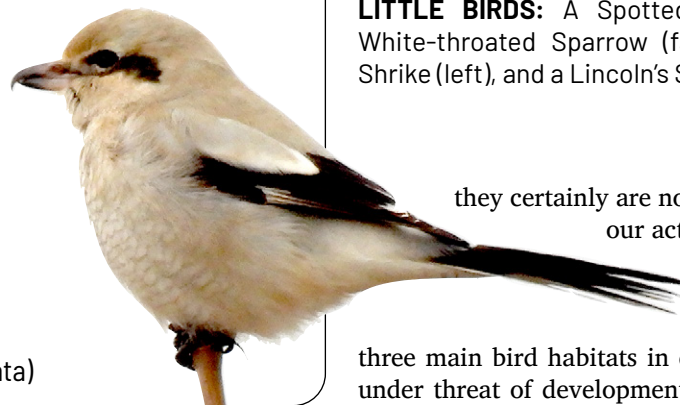 LITTLE BIRDS: A Spotted
White-throated Sparrow (f
Shrike (left), and a Lincoln's S
they certainly are no
our act
three main bird habitats in
under threat of development
ata)